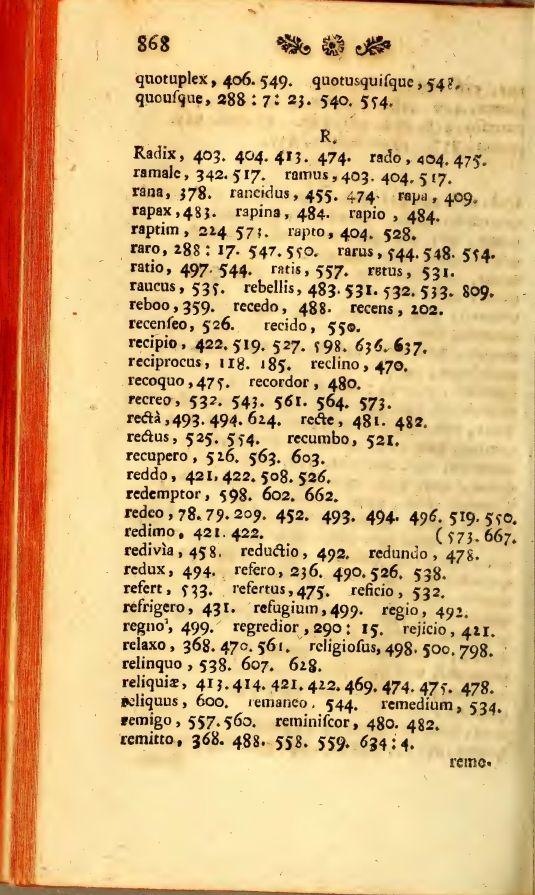 868
quotuplex, 406. 549. quotusquiſque, 548.
quouſque, 288 : 7 : 23. 540. 554.
R.
Radix, 403. 404. 413. 474. rado, 404. 475.
ramale, 342. 517. ramus, 403. 404. 517.
rana, 378. rancidus, 455. 474. rapa, 409.
rapax, 483. rapina, 484. rapio, 484.
raptim, 224 573. rapto, 404. 528.
raro, 288 : 17. 547. 550. rarus, 544. 548. 554.
ratio, 497. 544. ratis, 557. ratus, 531.
raucus, 535. rebellis, 483. 531. 532. 533. 809.
reboo, 359. recedo, 488. recens, 202.
recenſeo, 526. recido, 550.
recipio, 422. 519. 527. 598. 636. 637.
reciprocus, 118. 185. reclino, 470.
recoquo, 475. recordor, 480.
recreo, 532. 543. 561. 564. 573.
rectà, 493. 494. 624. recte, 481. 482.
rectus, 525. 554. recumbo, 521.
recupero, 526. 563. 603.
reddo, 421. 422. 508. 526.
redemptor, 598. 602. 662.
redeo, 78. 79. 209. 452. 493. 494. 496. 519. 550.
redimo, 421. 422. (573. 667.
redivìa, 458. reductio, 492. redundo, 478.
redux, 494. refero, 236. 490. 526. 538.
refert, 533. refertus, 475. reficio, 532.
refrigero, 431. refugium, 499. regio, 492.
regno, 499. regredior, 290 : 15. rejicio, 421.
relaxo, 368. 470. 561. religioſus, 498. 500. 798.
relinquo, 538. 607. 628.
reliquiæ, 413. 414. 421. 422. 469. 474. 475. 478.
reliquus, 600. remaneo. 544. remedium, 534.
remigo, 557. 560. reminiſcor, 480. 482.
remitto, 368. 488. 558. 559. 634 : 4.
remo-